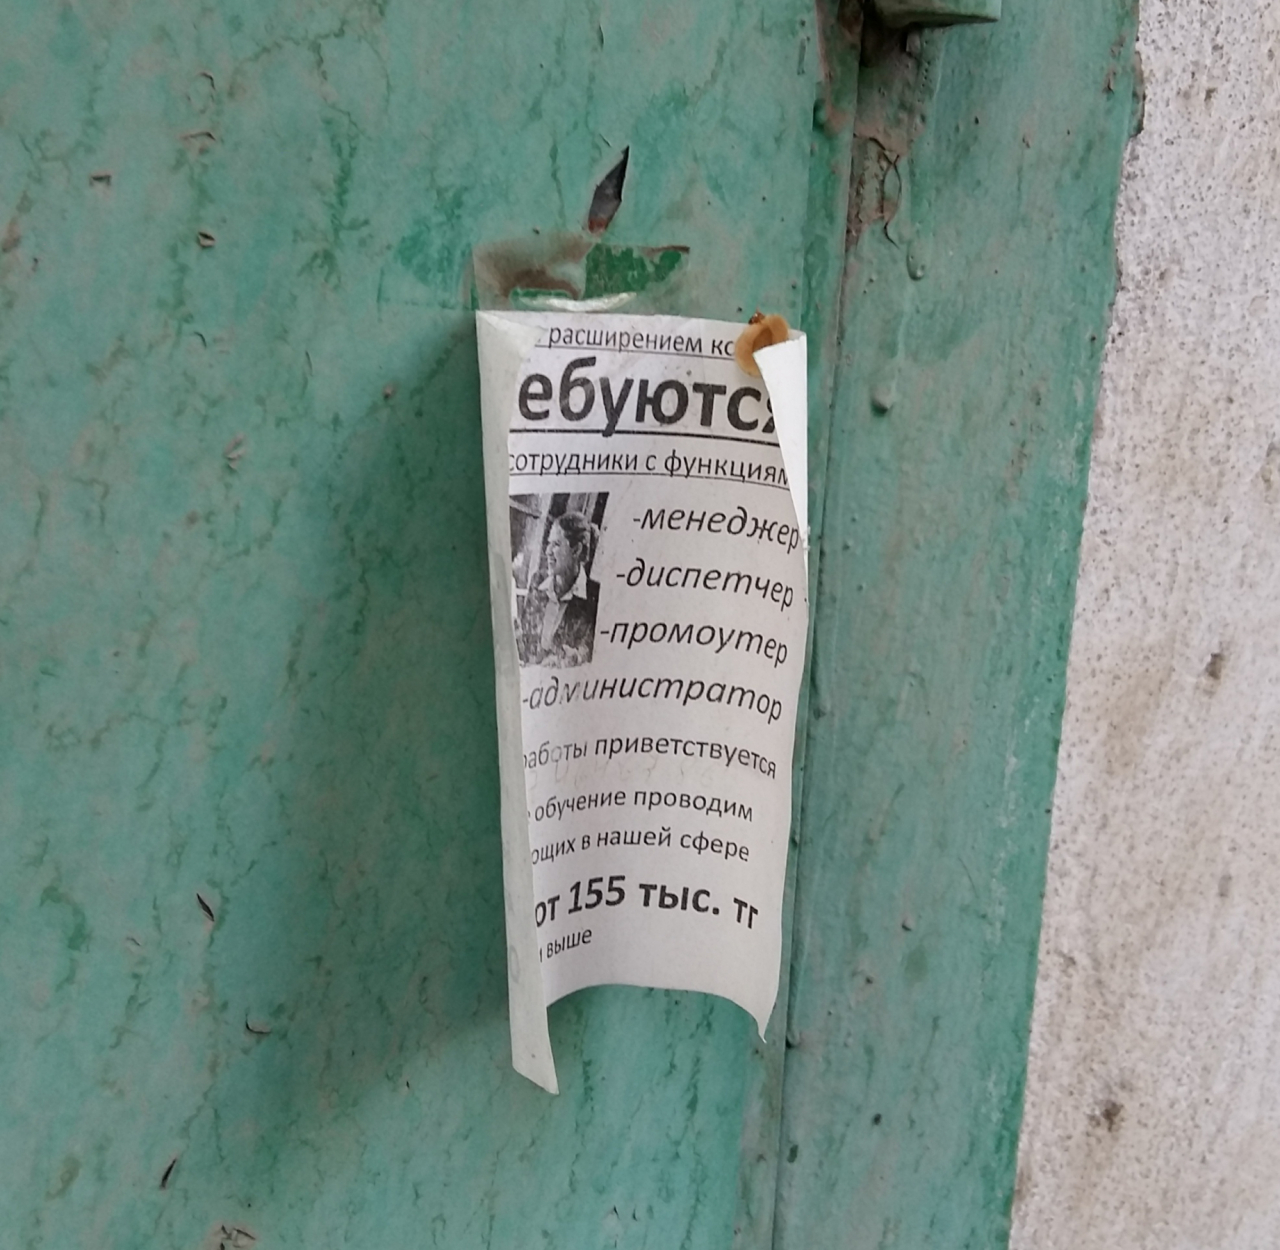 расширением ко
ебуются
сотрудники с функциям
-менеджер
-диспетчер
-промоутер
-администратор
работы приветствуется
обучение проводим
ющих в нашей сфере
от 155 тыс. тг
и выше